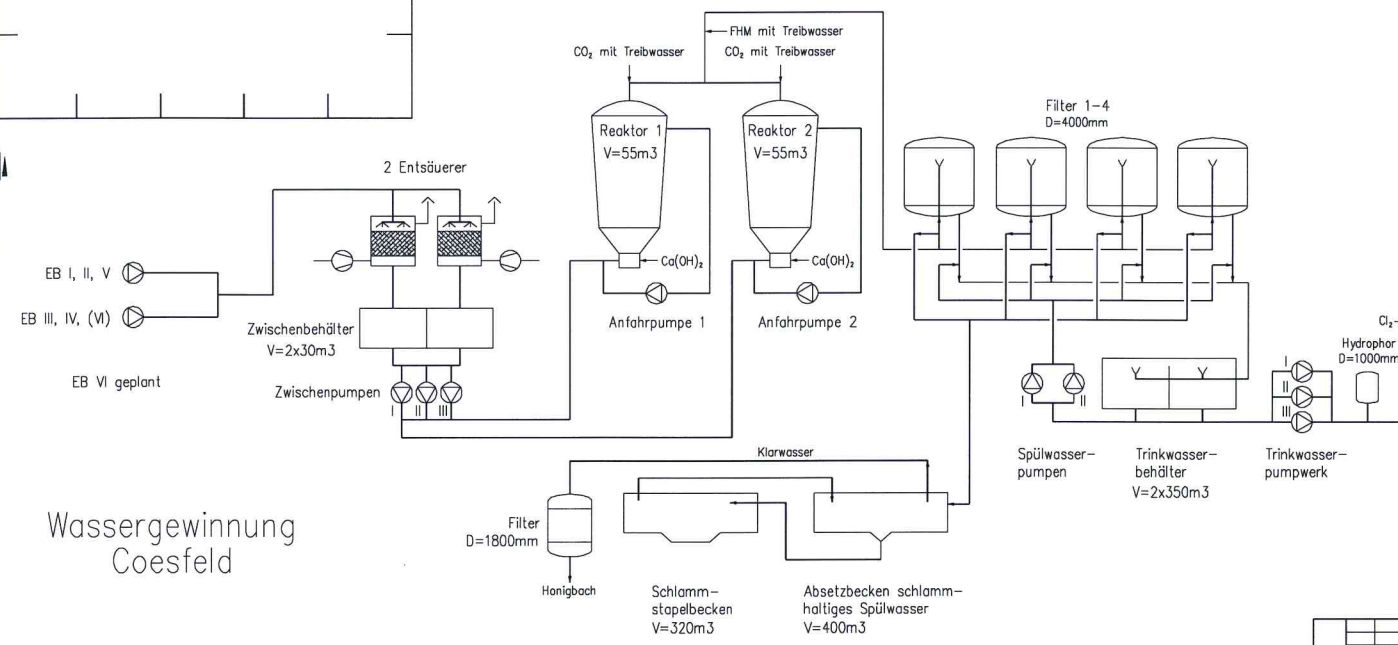 FHM mit Treibwasser
CO₂ mit Treibwasser
CO₂ mit Treibwasser
Reaktor 1
V=55m3
Reaktor 2
V=55m3
Filter 1-4
D=4000mm
2 Entsäuerer
EB I, II, V
EB III, IV, (VI)
EB VI geplant
Ca(OH)₂
Ca(OH)₂
Anfahrpumpe 1
Anfahrpumpe 2
Zwischenbehälter
V=2x30m3
Zwischenpumpen
I
II
III
Cl₂-
Hydrophor
D=1000mm
I
II
I
II
III
Spülwasser-
pumpen
Trinkwasser-
behälter
V=2x350m3
Trinkwasser-
pumpwerk
Klarwasser
Filter
D=1800mm
Honigbach
Schlamm-
stapelbecken
V=320m3
Absetzbecken schlamm-
haltiges Spülwasser
V=400m3
Wassergewinnung
Coesfeld